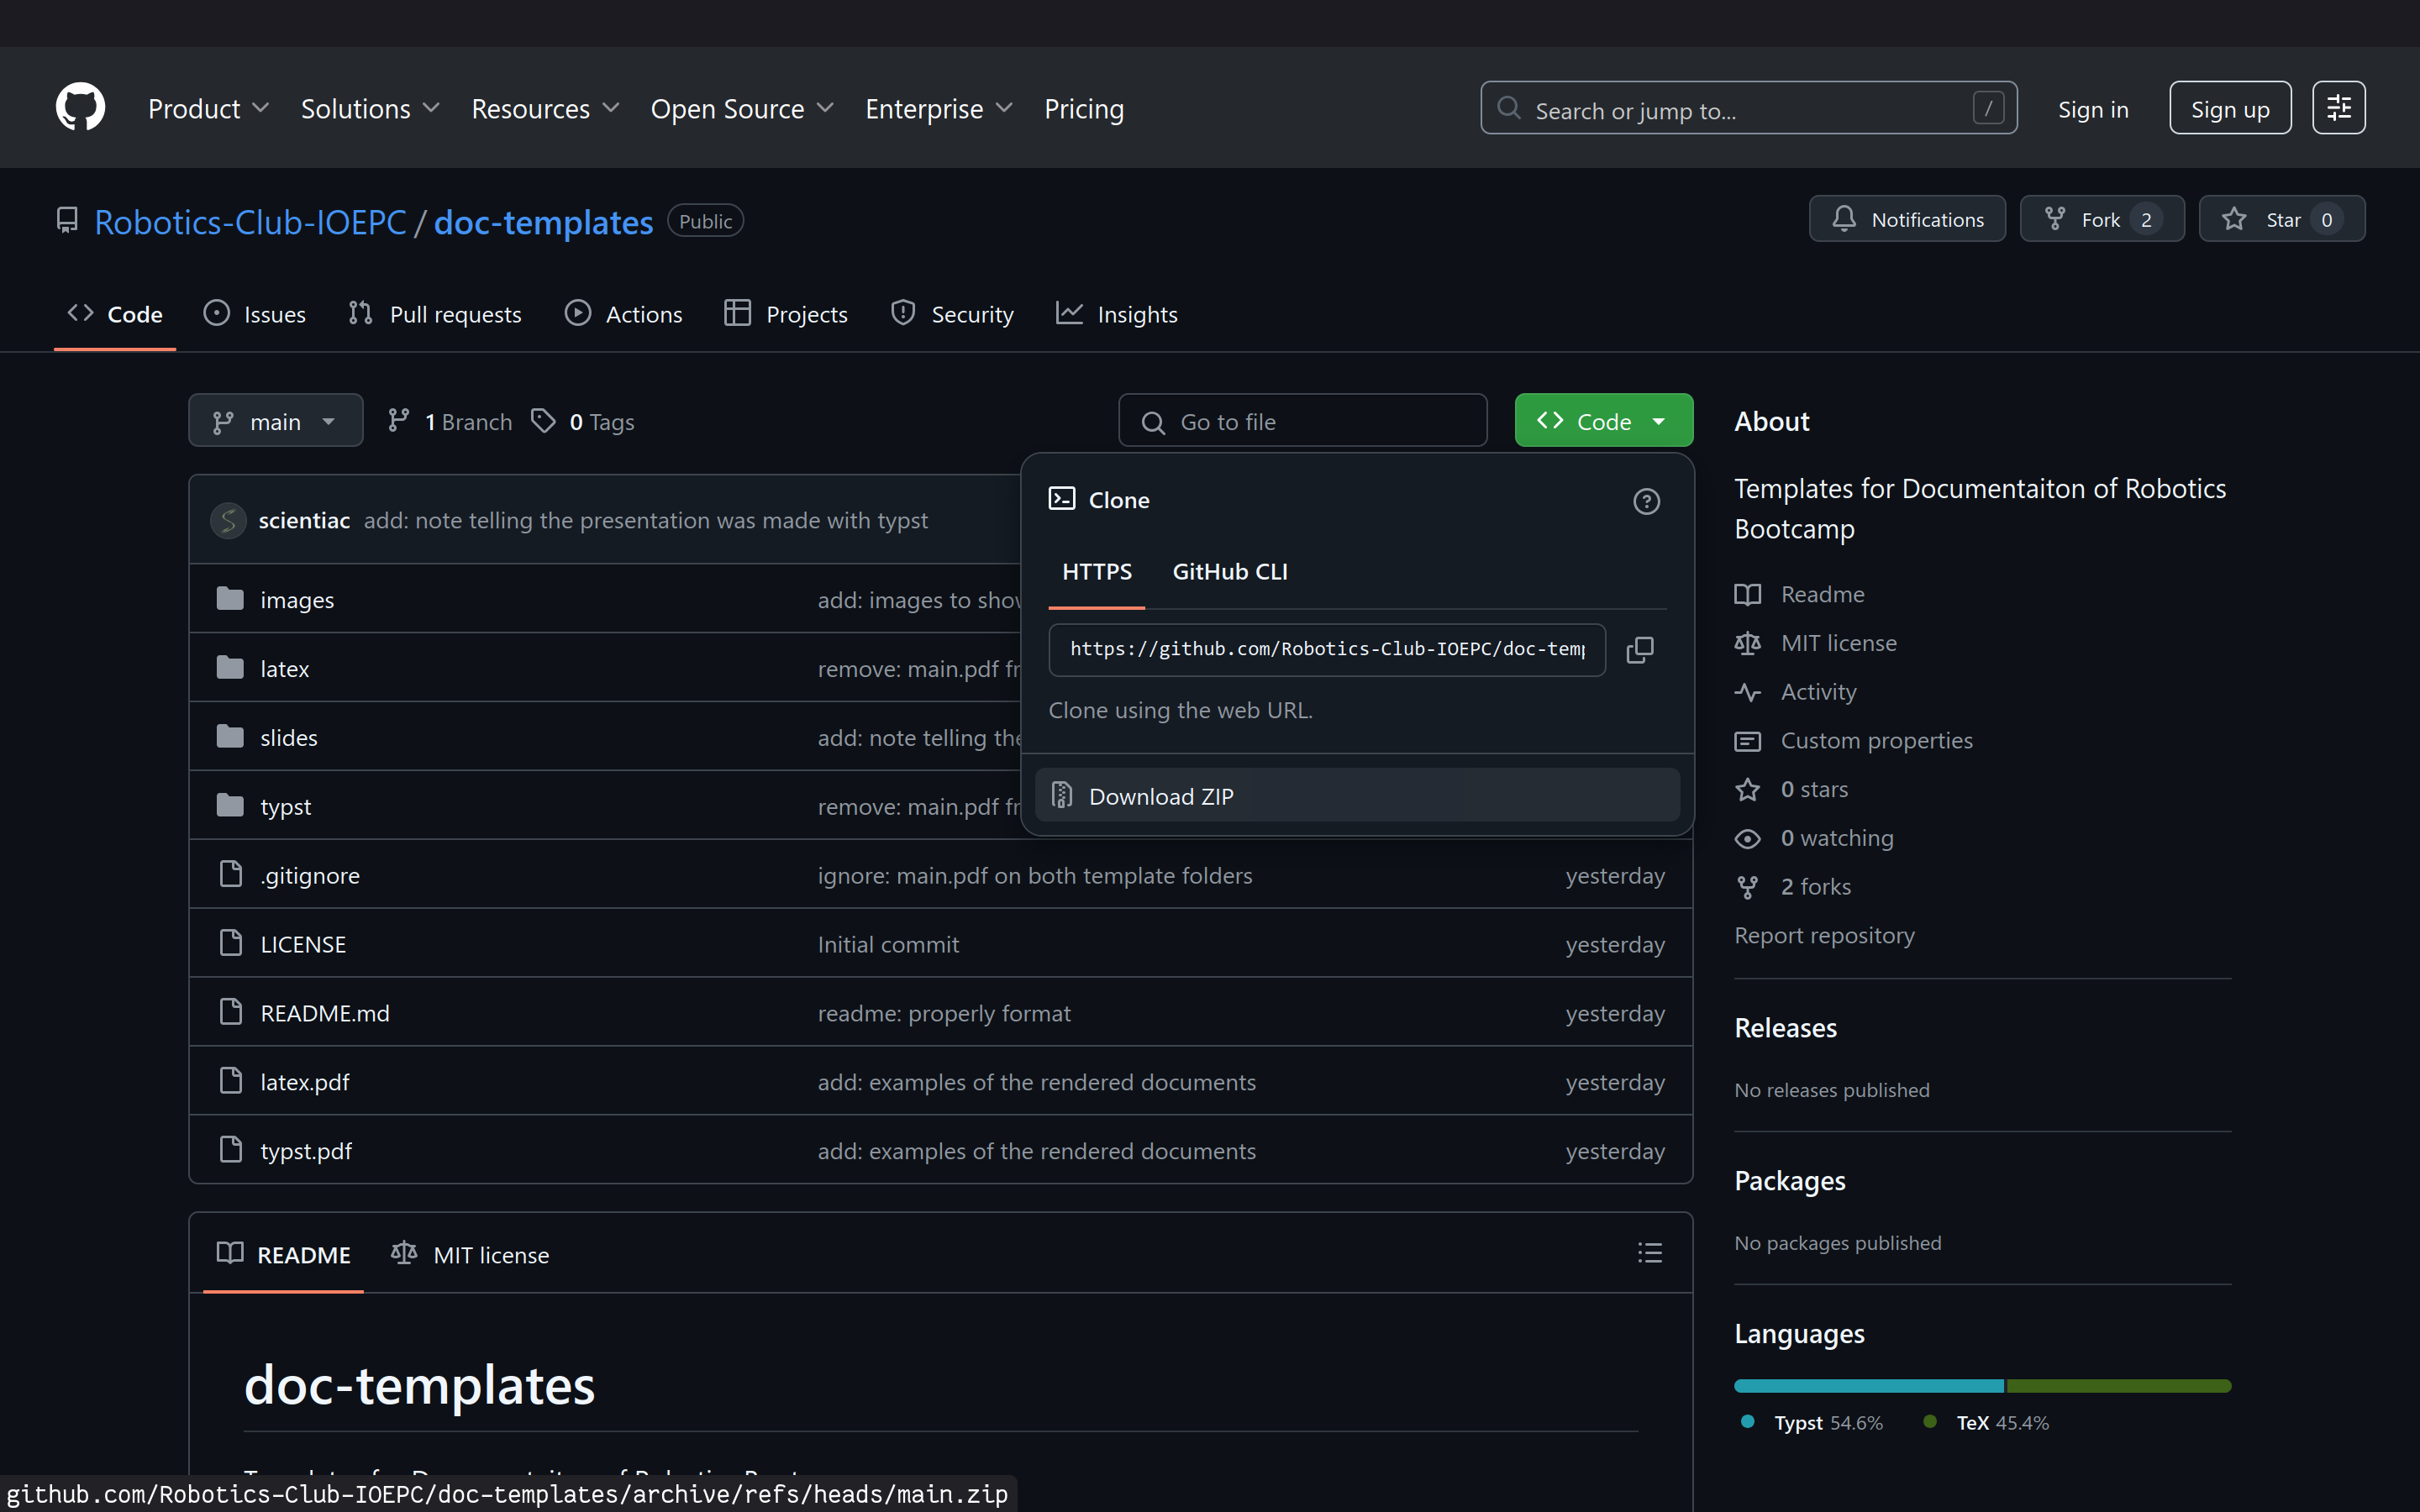 Product Solutions Resources Open Source Enterprise Pricing Search or jump to... / Sign in Sign up
Robotics-Club-IOEPC / doc-templates Public Notifications Fork 2 Star 0
Code Issues Pull requests Actions Projects Security Insights
main 1 Branch 0 Tags Go to file Code
scientiac add: note telling the presentation was made with typst
images add: images to show
latex remove: main.pdf fr
slides add: note telling the
typst remove: main.pdf fr
.gitignore ignore: main.pdf on both template folders yesterday
LICENSE Initial commit yesterday
README.md readme: properly format yesterday
latex.pdf add: examples of the rendered documents yesterday
typst.pdf add: examples of the rendered documents yesterday
Clone
HTTPS GitHub CLI
https://github.com/Robotics-Club-IOEPC/doc-temp
Clone using the web URL.
Download ZIP
README MIT license
doc-templates
About
Templates for Documentaiton of Robotics
Bootcamp
Readme
MIT license
Activity
Custom properties
0 stars
0 watching
2 forks
Report repository
Releases
No releases published
Packages
No packages published
Languages
Typst 54.6% TeX 45.4%
github.com/Robotics-Club-IOEPC/doc-templates/archive/refs/heads/main.zip